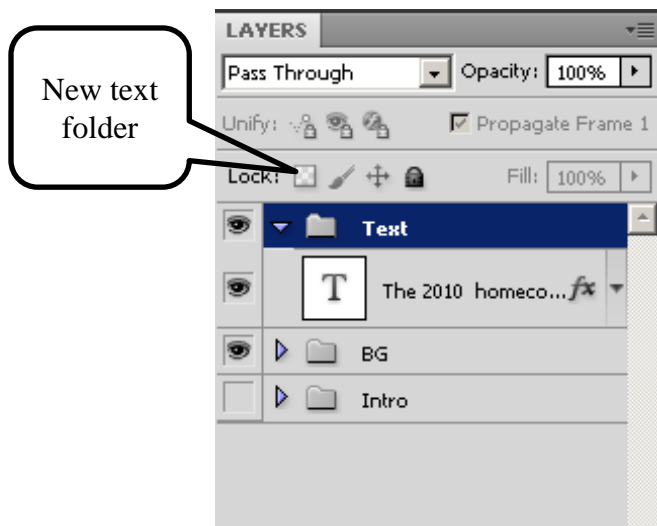 New text
folder
LAYERS
Pass Through Opacity: 100%
Unify: Propagate Frame 1
Lock: Fill: 100%
Text
T The 2010 homeco... fx
BG
Intro